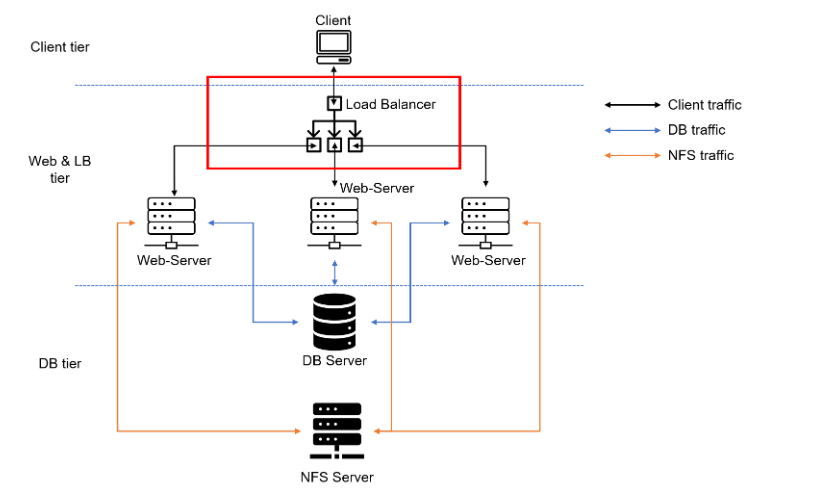 Client
Client tier
Load Balancer
Client traffic
DB traffic
NFS traffic
Web & LB
tier
Web-Server
Web-Server
Web-Server
DB Server
DB tier
NFS Server